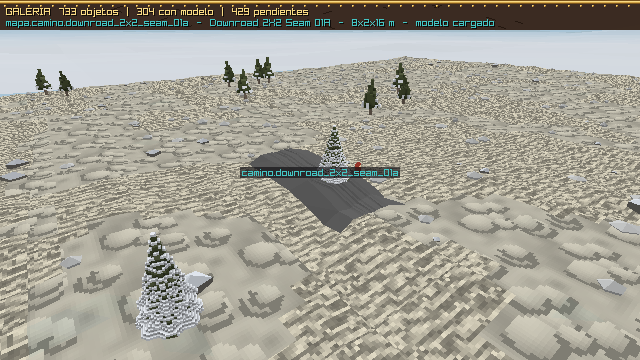 GALERIA 733 objetos | 304 con modelo | 429 pendientes
mapa.camino.downroad_2x2_seam_01a - Downroad 2X2 Seam 01A - 8x2x16 m - modelo cargado
camino.downroad_2x2_seam_01a